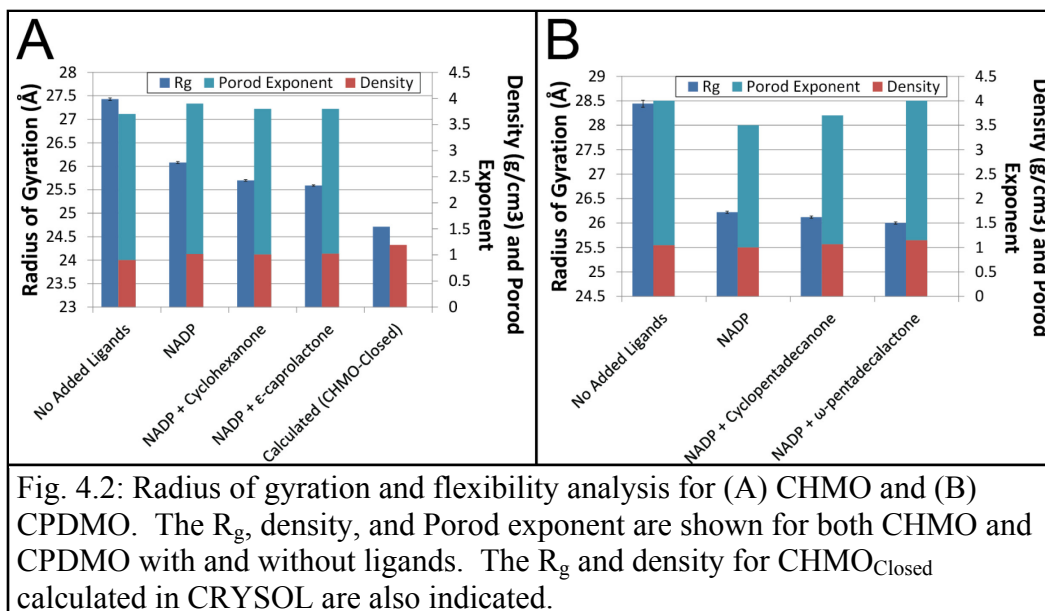 A
Rg Porod Exponent Density
28
27.5
27
26.5
26
25.5
25
24.5
24
23.5
23
Radius of Gyration (Å)
4.5
4
3.5
3
2.5
2
1.5
1
0.5
0
Density (g/cm3) and Porod
Exponent
No Added Ligands
NADP
NADP + Cyclohexanone
NADP + ε-caprolactone
Calculated (CHMO-Closed)
B
Rg Porod Exponent Density
29
28.5
28
27.5
27
26.5
26
25.5
25
24.5
Radius of Gyration (Å)
4.5
4
3.5
3
2.5
2
1.5
1
0.5
0
Density (g/cm3) and Porod
Exponent
No Added Ligands
NADP
NADP + Cyclopentadecanone
NADP + ω-pentadecalactone
Fig. 4.2: Radius of gyration and flexibility analysis for (A) CHMO and (B)
CPDMO. The Rg, density, and Porod exponent are shown for both CHMO and
CPDMO with and without ligands. The Rg and density for CHMOClosed
calculated in CRYSOL are also indicated.